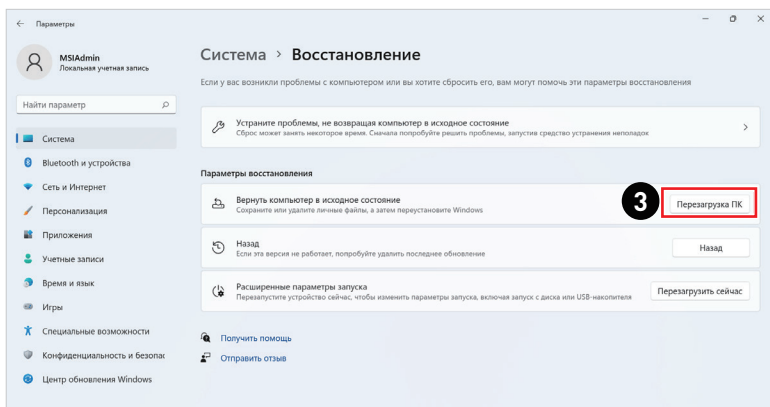 Параметры
MSIAdmin
Локальная учетная запись
Найти параметр
Система
Bluetooth и устройства
Сеть и Интернет
Персонализация
Приложения
Учетные записи
Время и язык
Игры
Специальные возможности
Конфиденциальность и безопас
Центр обновления Windows
Система > Восстановление
Если у вас возникли проблемы с компьютером или вы хотите сбросить его, вам могут помочь эти параметры восстановления
Устраните проблемы, не возвращая компьютер в исходное состояние
Сброс может занять некоторое время. Сначала попробуйте решить проблемы, запустив средство устранения неполадок
Параметры восстановления
Вернуть компьютер в исходное состояние
Сохраните или удалите личные файлы, а затем переустановите Windows
3
Перезагрузка ПК
Назад
Если эта версия не работает, попробуйте удалить последнее обновление
Назад
Расширенные параметры запуска
Перезапустите устройство сейчас, чтобы изменить параметры запуска, включая запуск с диска или USB-накопителя
Перезагрузить сейчас
Получить помощь
Отправить отзыв